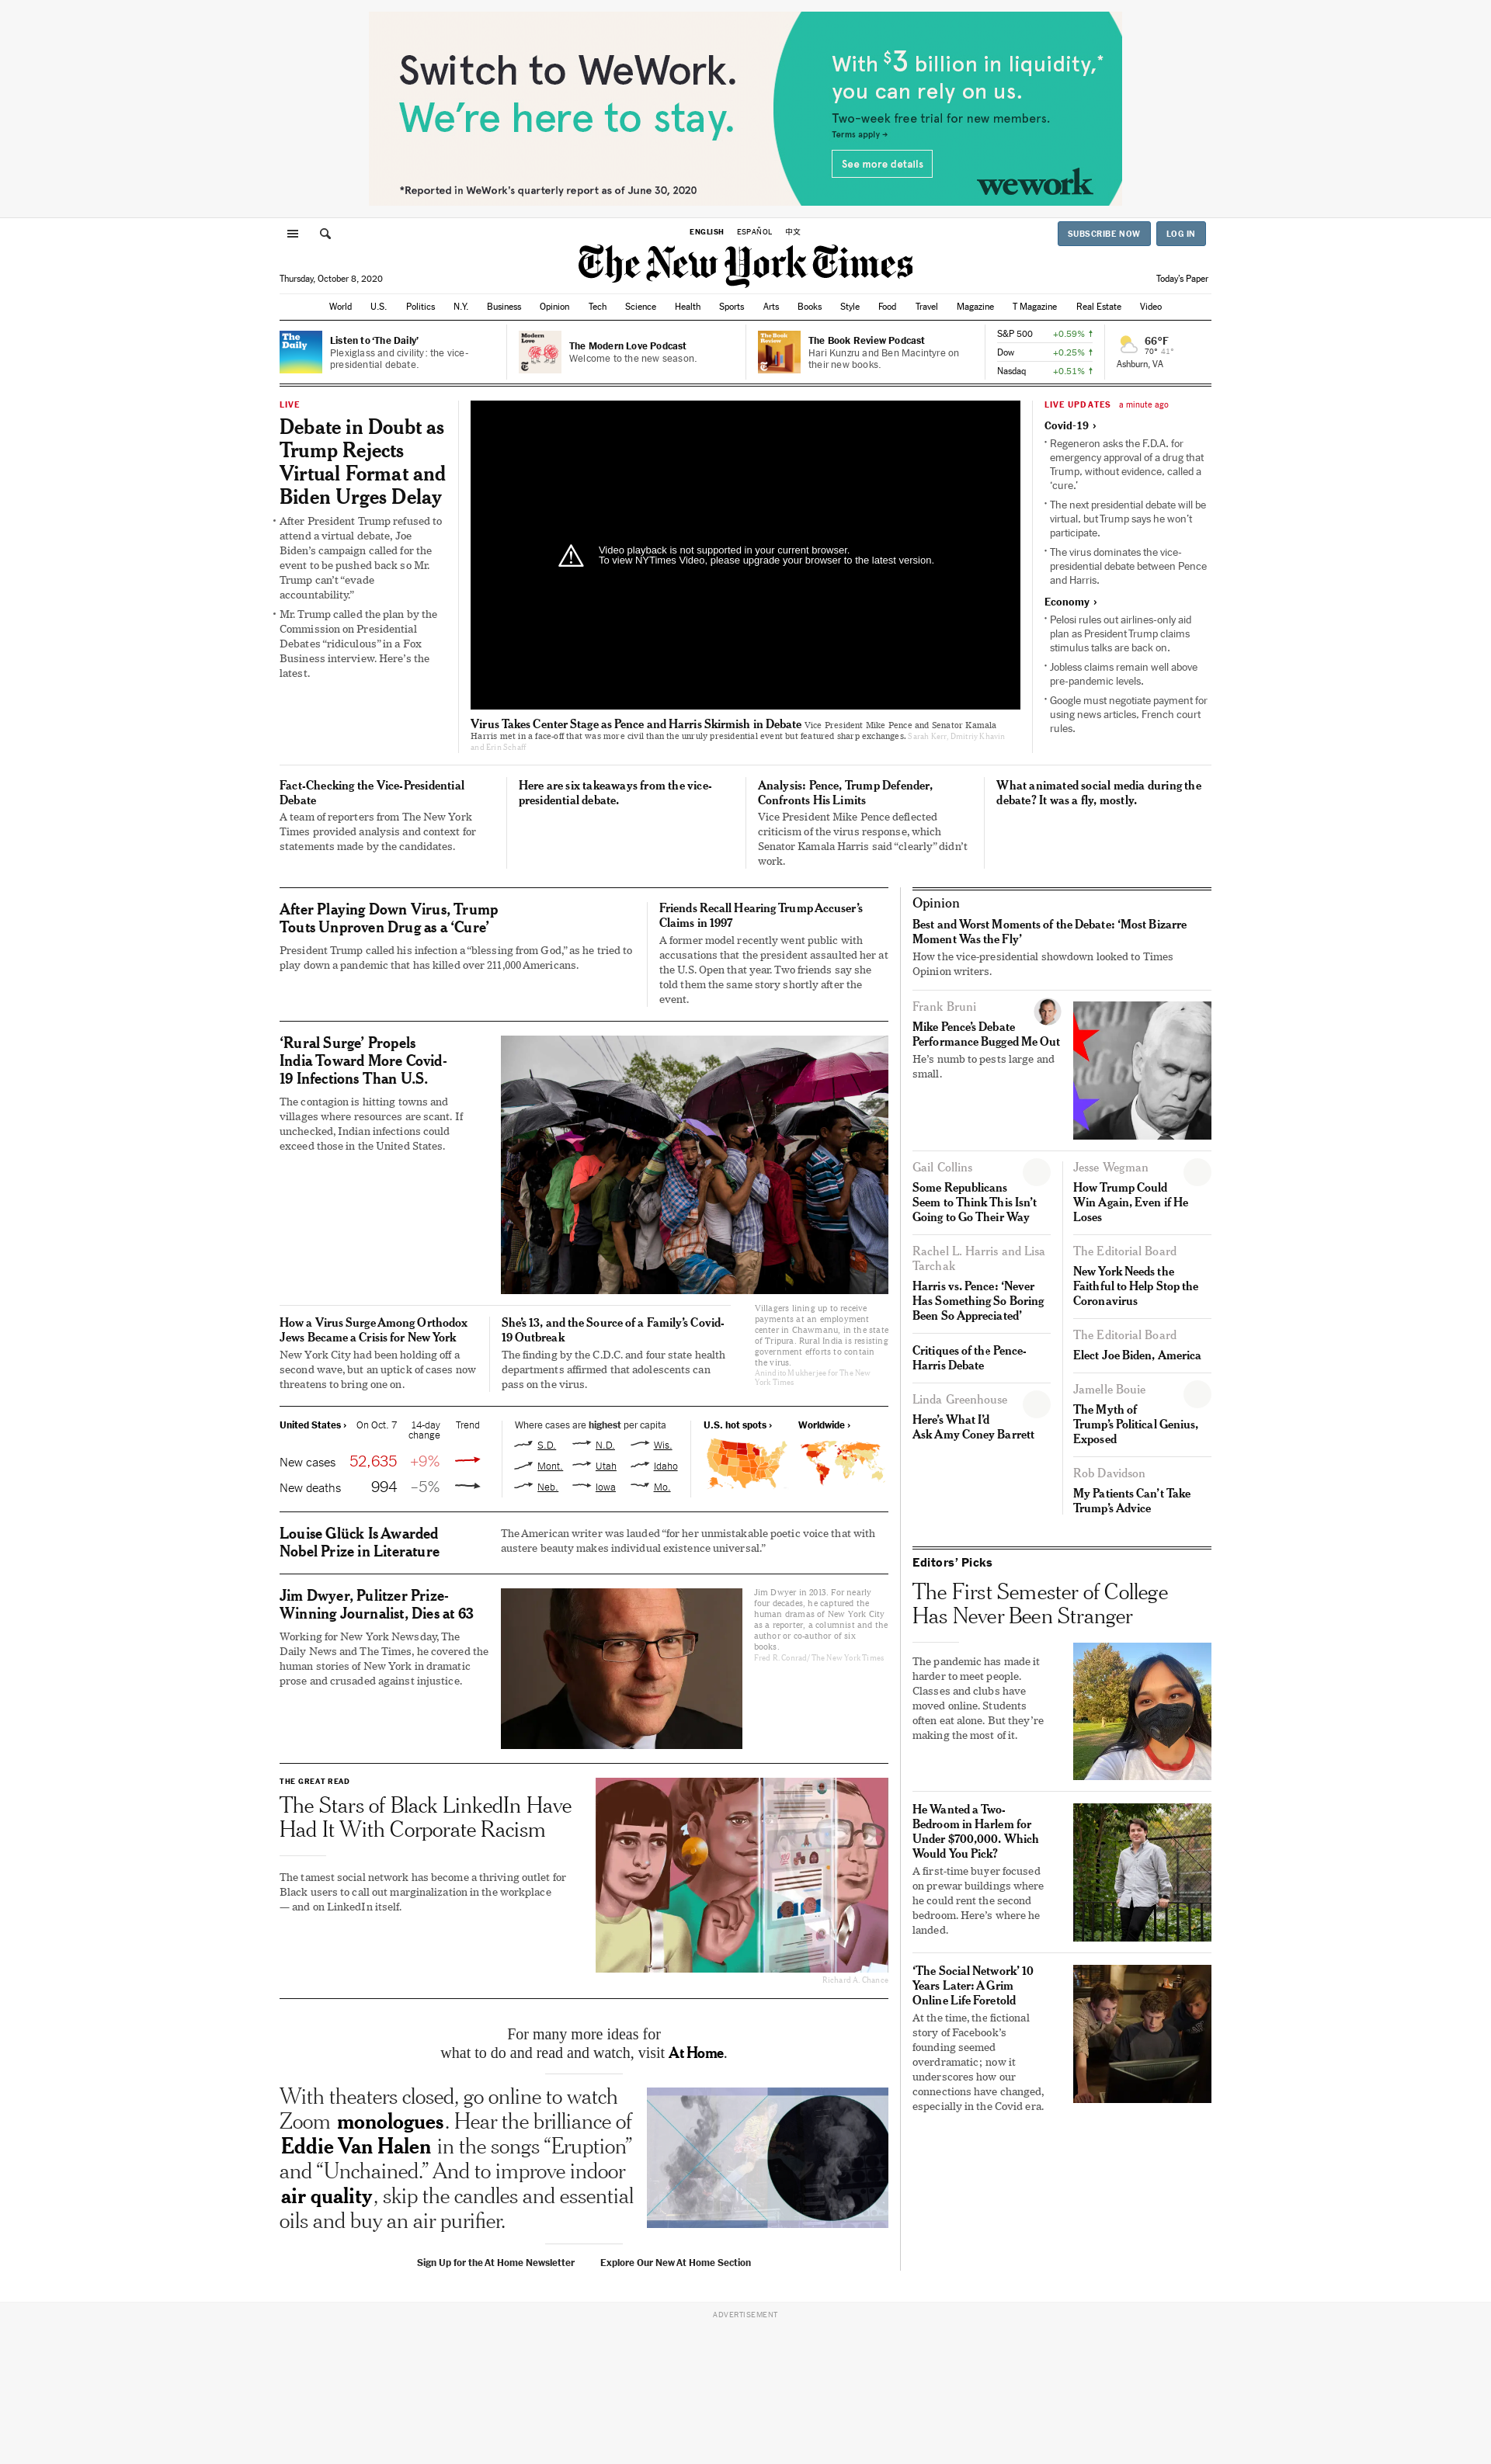 Switch to WeWork.
We're here to stay.
*Reported in WeWork's quarterly report as of June 30, 2020
With $3 billion in liquidity,*
you can rely on us.
Two-week free trial for new members.
Terms apply →
See more details
wework
ENGLISH ESPAÑOL 中文
SUBSCRIBE NOW LOG IN
The New York Times
Thursday, October 8, 2020
Today's Paper
World U.S. Politics N.Y. Business Opinion Tech Science Health Sports Arts Books Style Food Travel Magazine T Magazine Real Estate Video
The
Daily
Listen to 'The Daily'
Plexiglass and civility: the vice-
presidential debate.
Modern
Love
The Modern Love Podcast
Welcome to the new season.
The Book
Review
The Book Review Podcast
Hari Kunzru and Ben Macintyre on
their new books.
S&P 500 +0.59% ↑
Dow +0.25% ↑
Nasdaq +0.51% ↑
66°F
70° 41°
Ashburn, VA
LIVE
Debate in Doubt as
Trump Rejects
Virtual Format and
Biden Urges Delay
• After President Trump refused to
attend a virtual debate, Joe
Biden's campaign called for the
event to be pushed back so Mr.
Trump can't “evade
accountability.”
• Mr. Trump called the plan by the
Commission on Presidential
Debates “ridiculous” in a Fox
Business interview. Here's the
latest.
Video playback is not supported in your current browser.
To view NYTimes Video, please upgrade your browser to the latest version.
Virus Takes Center Stage as Pence and Harris Skirmish in Debate Vice President Mike Pence and Senator Kamala
Harris met in a face-off that was more civil than the unruly presidential event but featured sharp exchanges. Sarah Kerr, Dmitriy Khavin
and Erin Schaff
LIVE UPDATES a minute ago
Covid-19 ›
• Regeneron asks the F.D.A. for
emergency approval of a drug that
Trump, without evidence, called a
‘cure.’
• The next presidential debate will be
virtual, but Trump says he won't
participate.
• The virus dominates the vice-
presidential debate between Pence
and Harris.
Economy ›
• Pelosi rules out airlines-only aid
plan as President Trump claims
stimulus talks are back on.
• Jobless claims remain well above
pre-pandemic levels.
• Google must negotiate payment for
using news articles, French court
rules.
Fact-Checking the Vice-Presidential
Debate
A team of reporters from The New York
Times provided analysis and context for
statements made by the candidates.
Here are six takeaways from the vice-
presidential debate.
Analysis: Pence, Trump Defender,
Confronts His Limits
Vice President Mike Pence deflected
criticism of the virus response, which
Senator Kamala Harris said “clearly” didn't
work.
What animated social media during the
debate? It was a fly, mostly.
After Playing Down Virus, Trump
Touts Unproven Drug as a ‘Cure’
President Trump called his infection a “blessing from God,” as he tried to
play down a pandemic that has killed over 211,000 Americans.
Friends Recall Hearing Trump Accuser's
Claims in 1997
A former model recently went public with
accusations that the president assaulted her at
the U.S. Open that year. Two friends say she
told them the same story shortly after the
event.
‘Rural Surge’ Propels
India Toward More Covid-
19 Infections Than U.S.
The contagion is hitting towns and
villages where resources are scant. If
unchecked, Indian infections could
exceed those in the United States.
How a Virus Surge Among Orthodox
Jews Became a Crisis for New York
New York City had been holding off a
second wave, but an uptick of cases now
threatens to bring one on.
She's 13, and the Source of a Family's Covid-
19 Outbreak
The finding by the C.D.C. and four state health
departments affirmed that adolescents can
pass on the virus.
Villagers lining up to receive
payments at an employment
center in Chawmanu, in the state
of Tripura. Rural India is resisting
government efforts to contain
the virus.
Anindito Mukherjee for The New
York Times
United States › On Oct. 7 14-day
change Trend
New cases 52,635 +9%
New deaths 994 –5%
Where cases are highest per capita
S.D. N.D. Wis.
Mont. Utah Idaho
Neb. Iowa Mo.
U.S. hot spots › Worldwide ›
Louise Glück Is Awarded
Nobel Prize in Literature
The American writer was lauded “for her unmistakable poetic voice that with
austere beauty makes individual existence universal.”
Jim Dwyer, Pulitzer Prize-
Winning Journalist, Dies at 63
Working for New York Newsday, The
Daily News and The Times, he covered the
human stories of New York in dramatic
prose and crusaded against injustice.
Jim Dwyer in 2013. For nearly
four decades, he captured the
human dramas of New York City
as a reporter, a columnist and the
author or co-author of six
books.
Fred R. Conrad/The New York Times
THE GREAT READ
The Stars of Black LinkedIn Have
Had It With Corporate Racism
The tamest social network has become a thriving outlet for
Black users to call out marginalization in the workplace
— and on LinkedIn itself.
Richard A. Chance
For many more ideas for
what to do and read and watch, visit At Home.
With theaters closed, go online to watch
Zoom monologues. Hear the brilliance of
Eddie Van Halen in the songs “Eruption”
and “Unchained.” And to improve indoor
air quality, skip the candles and essential
oils and buy an air purifier.
Sign Up for the At Home Newsletter Explore Our New At Home Section
Opinion
Best and Worst Moments of the Debate: ‘Most Bizarre
Moment Was the Fly’
How the vice-presidential showdown looked to Times
Opinion writers.
Frank Bruni
Mike Pence's Debate
Performance Bugged Me Out
He's numb to pests large and
small.
Gail Collins
Some Republicans
Seem to Think This Isn't
Going to Go Their Way
Rachel L. Harris and Lisa
Tarchak
Harris vs. Pence: ‘Never
Has Something So Boring
Been So Appreciated’
Critiques of the Pence-
Harris Debate
Linda Greenhouse
Here's What I'd
Ask Amy Coney Barrett
Jesse Wegman
How Trump Could
Win Again, Even if He
Loses
The Editorial Board
New York Needs the
Faithful to Help Stop the
Coronavirus
The Editorial Board
Elect Joe Biden, America
Jamelle Bouie
The Myth of
Trump's Political Genius,
Exposed
Rob Davidson
My Patients Can't Take
Trump's Advice
Editors' Picks
The First Semester of College
Has Never Been Stranger
The pandemic has made it
harder to meet people.
Classes and clubs have
moved online. Students
often eat alone. But they're
making the most of it.
He Wanted a Two-
Bedroom in Harlem for
Under $700,000. Which
Would You Pick?
A first-time buyer focused
on prewar buildings where
he could rent the second
bedroom. Here's where he
landed.
‘The Social Network’ 10
Years Later: A Grim
Online Life Foretold
At the time, the fictional
story of Facebook's
founding seemed
overdramatic; now it
underscores how our
connections have changed,
especially in the Covid era.
ADVERTISEMENT